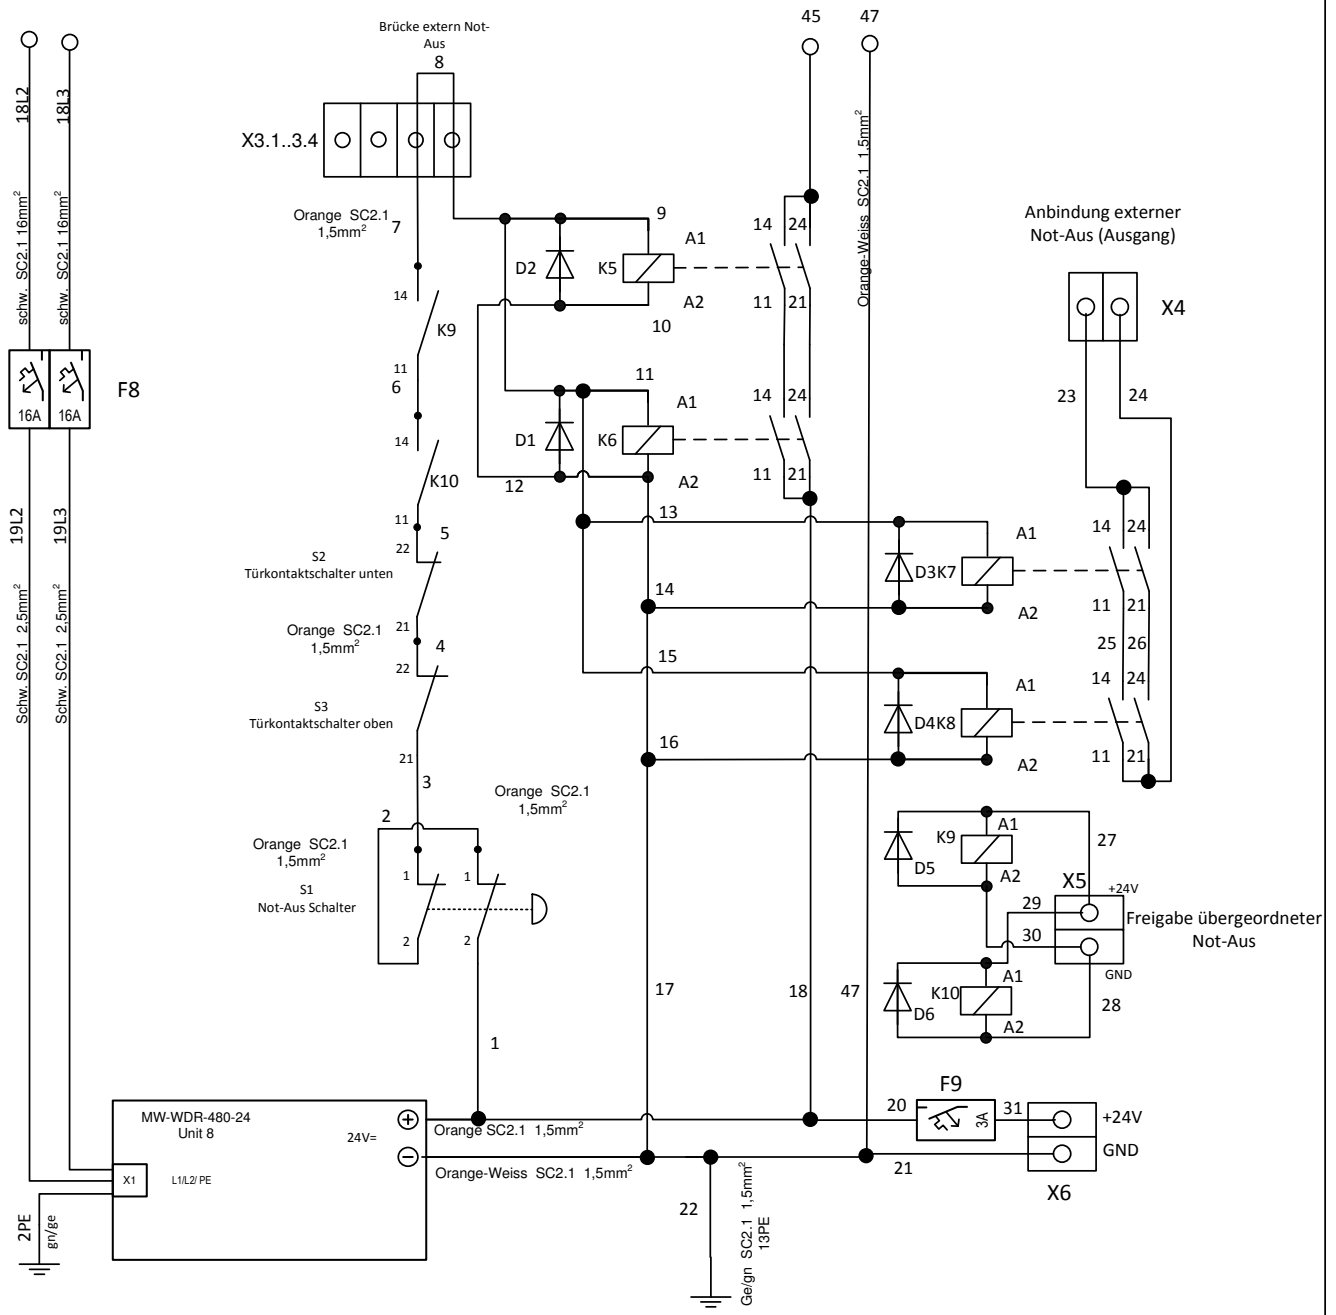 Brücke extern Not-
Aus
8
45
47
18L2
18L3
X3.1..3.4
schw. SC2.1 16mm²
schw. SC2.1 16mm²
Orange SC2.1
1,5mm²
7
9
A1
D2
K5
A2
10
14
24
11
21
Orange-Weiss SC2.1 1,5mm²
Anbindung externer
Not-Aus (Ausgang)
X4
23
24
14
K9
11
6
F8
16A
16A
11
A1
D1
K6
A2
12
14
24
11
21
14
K10
11
5
13
19L2
19L3
22
S2
Türkontaktschalter unten
21
Orange SC2.1
1,5mm²
4
22
S3
Türkontaktschalter oben
21
3
Schw. SC2.1 2,5mm²
Schw. SC2.1 2,5mm²
A1
D3
K7
A2
14
14
24
11
21
25
26
15
A1
D4
K8
A2
16
14
24
11
21
Orange SC2.1
1,5mm²
2
Orange SC2.1
1,5mm²
S1
Not-Aus Schalter
1
2
1
2
K9
A1
D5
A2
27
X5
+24V
29
30
Freigabe übergeordneter
Not-Aus
GND
K10
A1
D6
A2
28
17
18
47
1
MW-WDR-480-24
Unit 8
24V=
X1
L1/L2/ PE
Orange SC2.1 1,5mm²
Orange-Weiss SC2.1 1,5mm²
F9
20
3A
31
+24V
GND
21
X6
22
2PE
gn/ge
Ge/gn SC2.1 1,5mm²
13PE